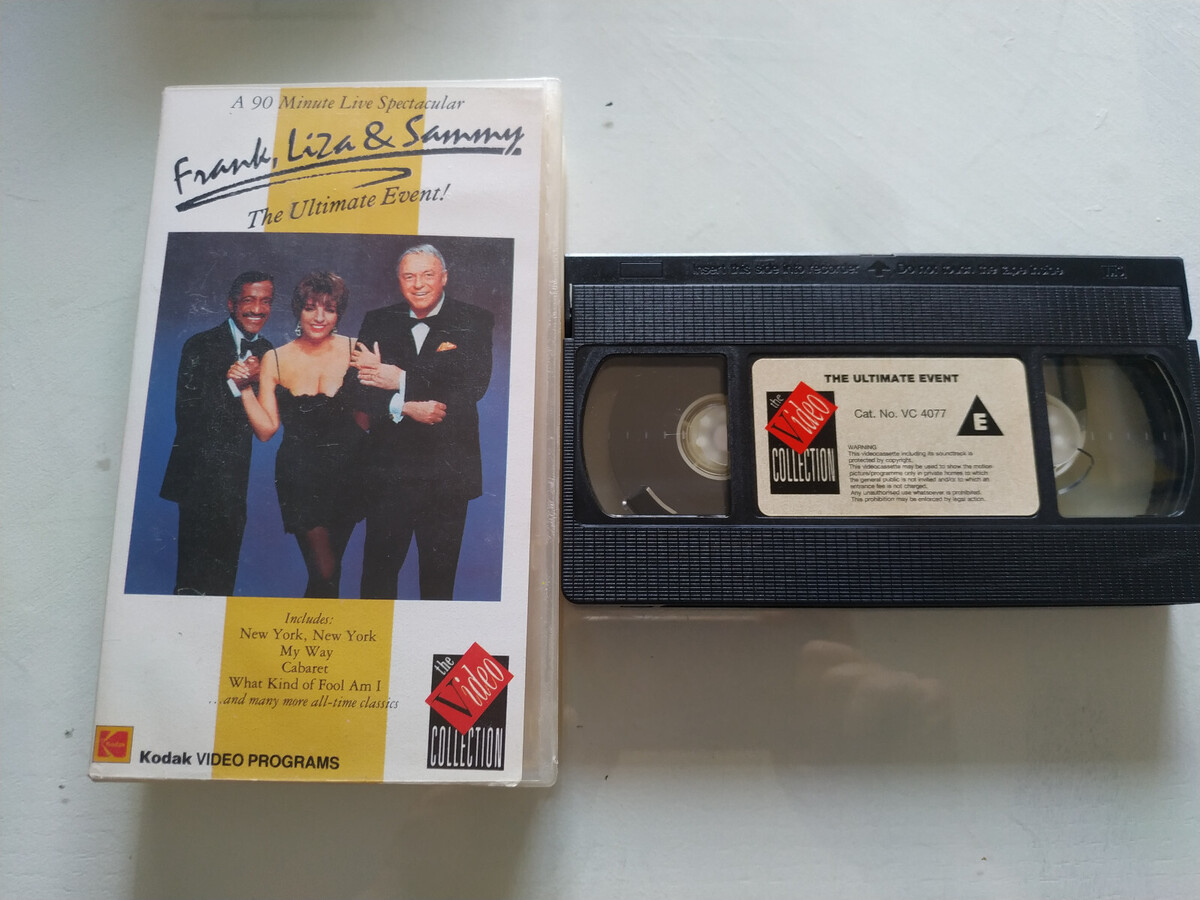 A 90 Minute Live Spectacular
Frank, Liza & Sammy
The Ultimate Event!
Includes:
New York, New York
My Way
Cabaret
What Kind of Fool Am I
...and many more all-time classics
the
Video
COLLECTION
Kodak
Kodak VIDEO PROGRAMS
Insert this side into recorder
Do not touch the tape inside
VHS
THE ULTIMATE EVENT
the
Video
COLLECTION
Cat. No. VC 4077
E
WARNING
This videocassette including its soundtrack is
protected by copyright.
This videocassette may be used to show the motion
picture/programme only in private homes to which
the general public is not invited and/or to which an
entrance fee is not charged.
Any unauthorised use whatsoever is prohibited.
This prohibition may be enforced by legal action.